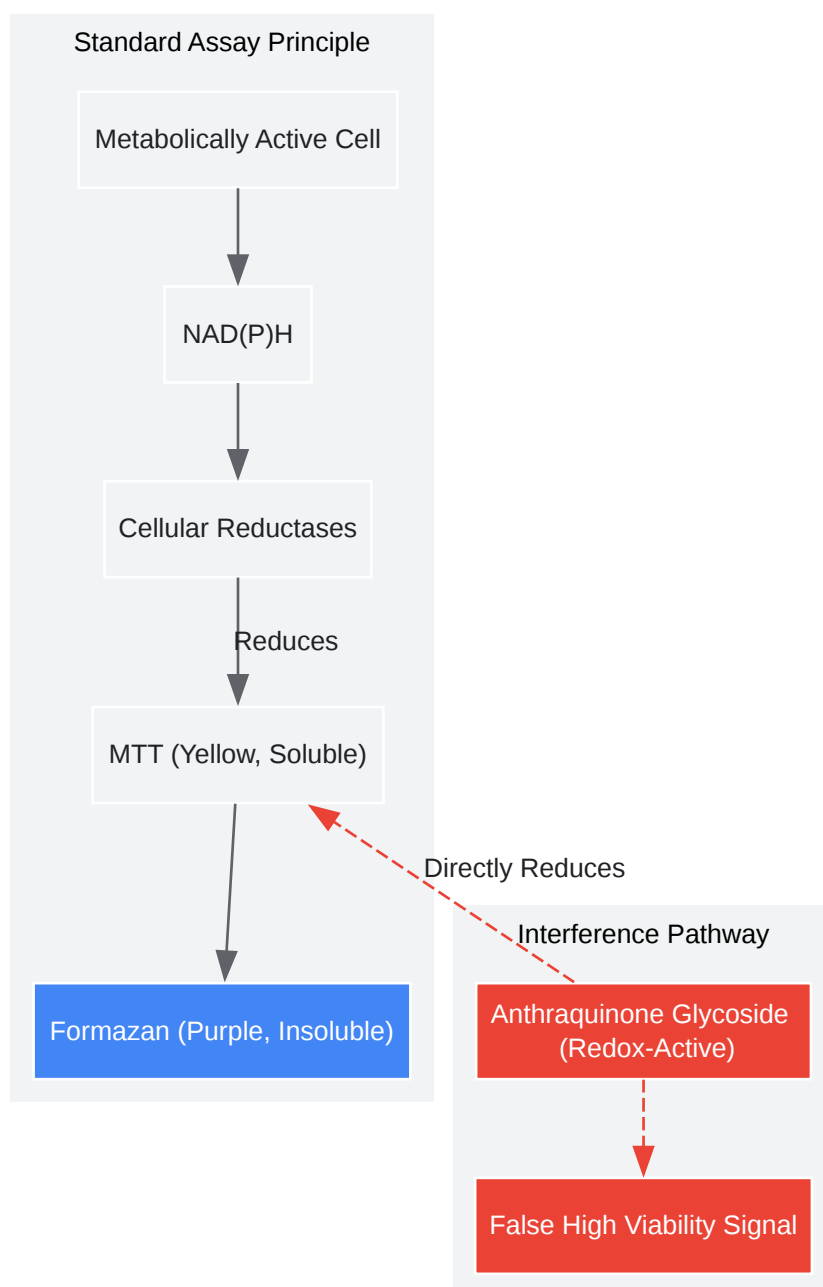 Standard Assay Principle
Metabolically Active Cell
NAD(P)H
Cellular Reductases
Reduces
MTT (Yellow, Soluble)
Directly Reduces
Interference Pathway
Formazan (Purple, Insoluble)
Anthraquinone Glycoside
(Redox-Active)
False High Viability Signal